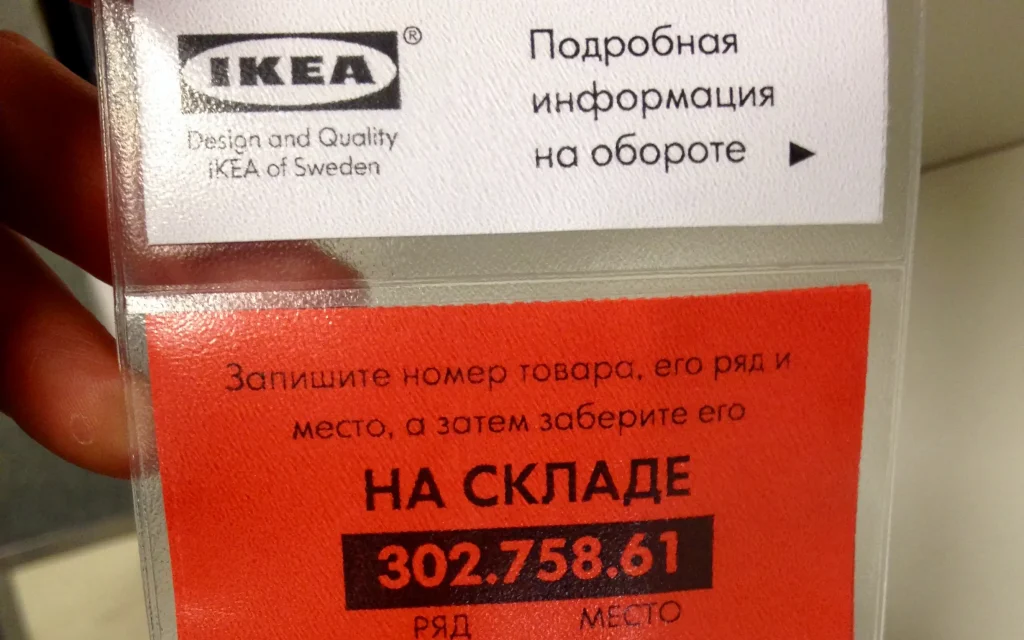 IKEA®
Design and Quality
IKEA of Sweden
Подробная
информация
на обороте
Запишите номер товара, его ряд и
место, а затем заберите его
НА СКЛАДЕ
302.758.61
РЯД МЕСТО